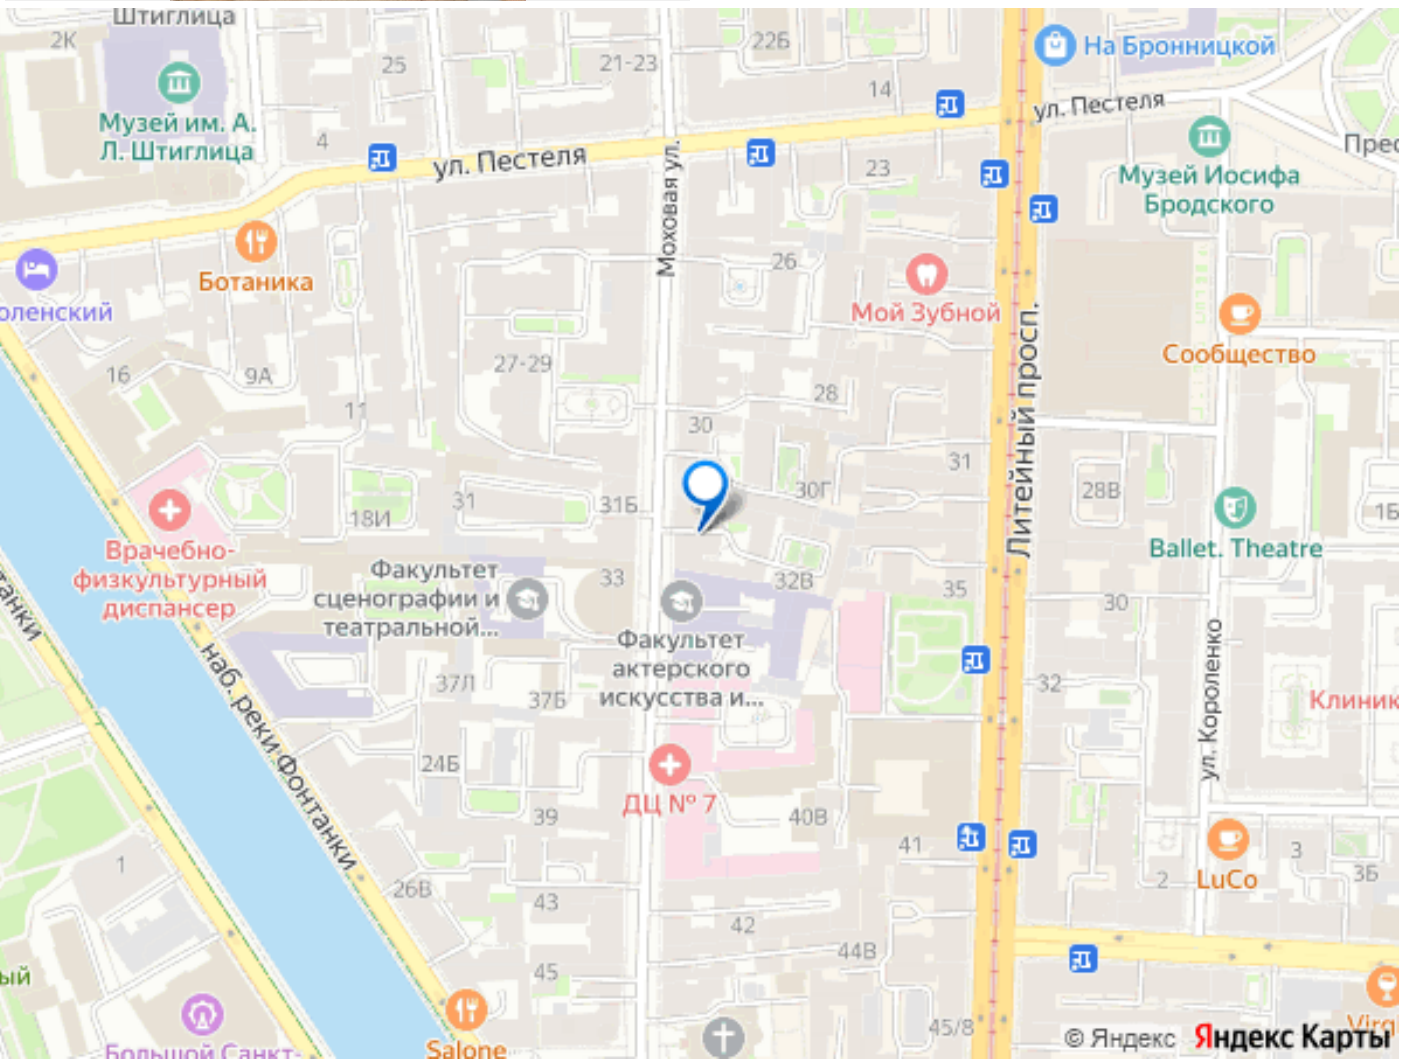 Штиглица
2К
25
21-23
22Б
На Бронницкой
14
ул. Пестеля
Музей им. А.
Л. Штиглица
4
ул. Пестеля
Моховая ул.
23
Музей Иосифа
Бродского
Ботаника
26
Мой Зубной
Литейный просп.
Сообщество
27-29
16
9А
11
28
30
31
30Г
28В
1Б
31
31Б
18И
Ballet. Theatre
Врачебно-
физкультурный
диспансер
Факультет
сценографии и
театральной...
33
32В
35
30
Факультет
актерского
искусства и...
наб. реки Фонтанки
37Л
37Б
32
ул. Короленко
24Б
ДЦ № 7
39
40В
41
LuCo
3
3Б
2
1
26В
43
42
44В
45
45/8
Salone
© Яндекс Яндекс Карты